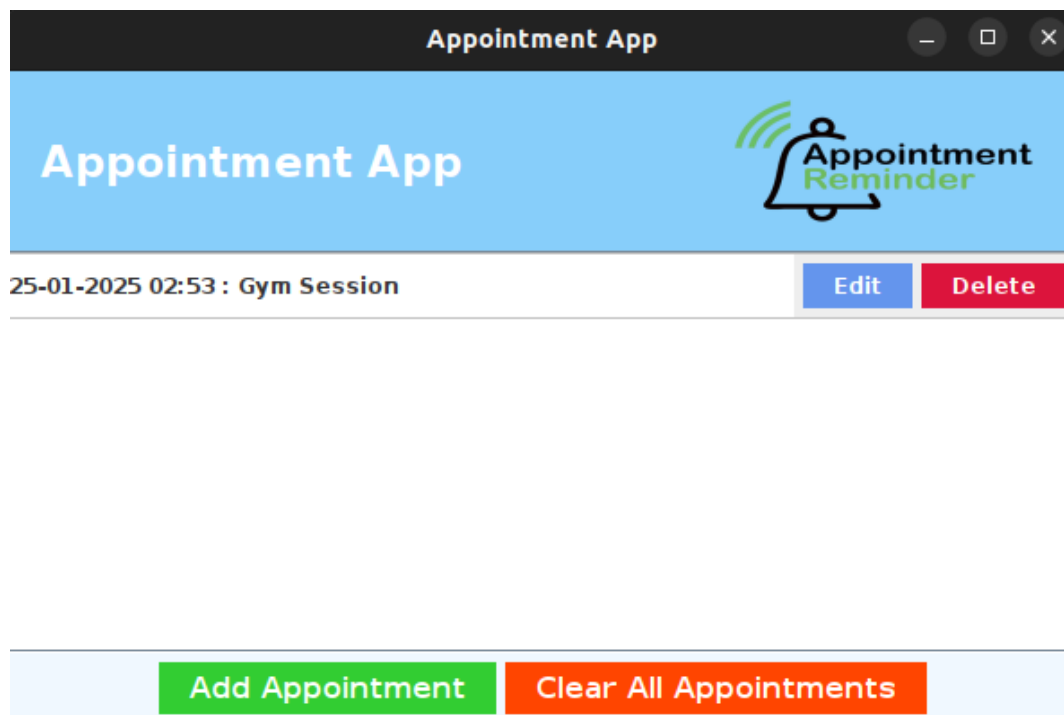 Appointment App
Appointment App
Appointment
Reminder
25-01-2025 02:53 : Gym Session
Edit
Delete
Add Appointment
Clear All Appointments